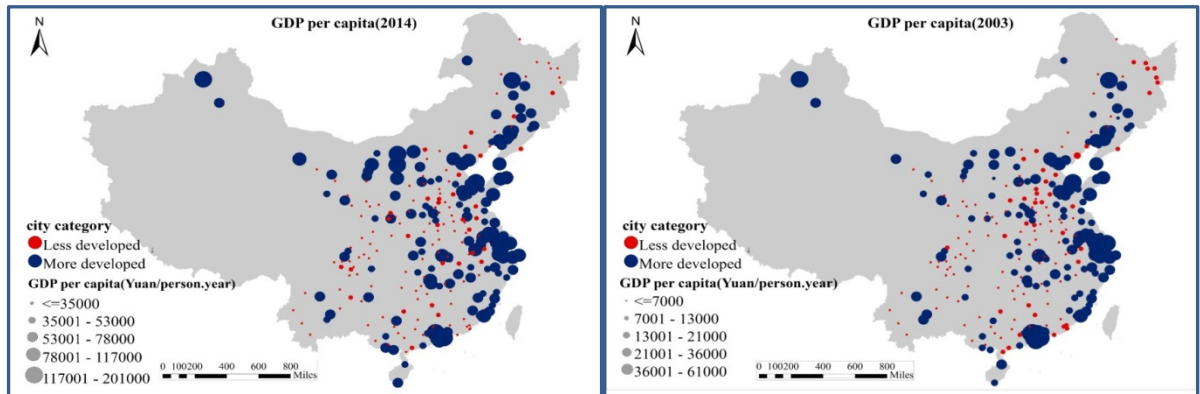 N
GDP per capita(2014)
city category
Less developed
More developed
GDP per capita(Yuan/person.year)
<=35000
35001 - 53000
53001 - 78000
78001 - 117000
117001 - 201000
0 100200 400 600 800
Miles
N
GDP per capita(2003)
city category
Less developed
More developed
GDP per capita(Yuan/person.year)
<=7000
7001 - 13000
13001 - 21000
21001 - 36000
36001 - 61000
0 100200 400 600 800
Miles